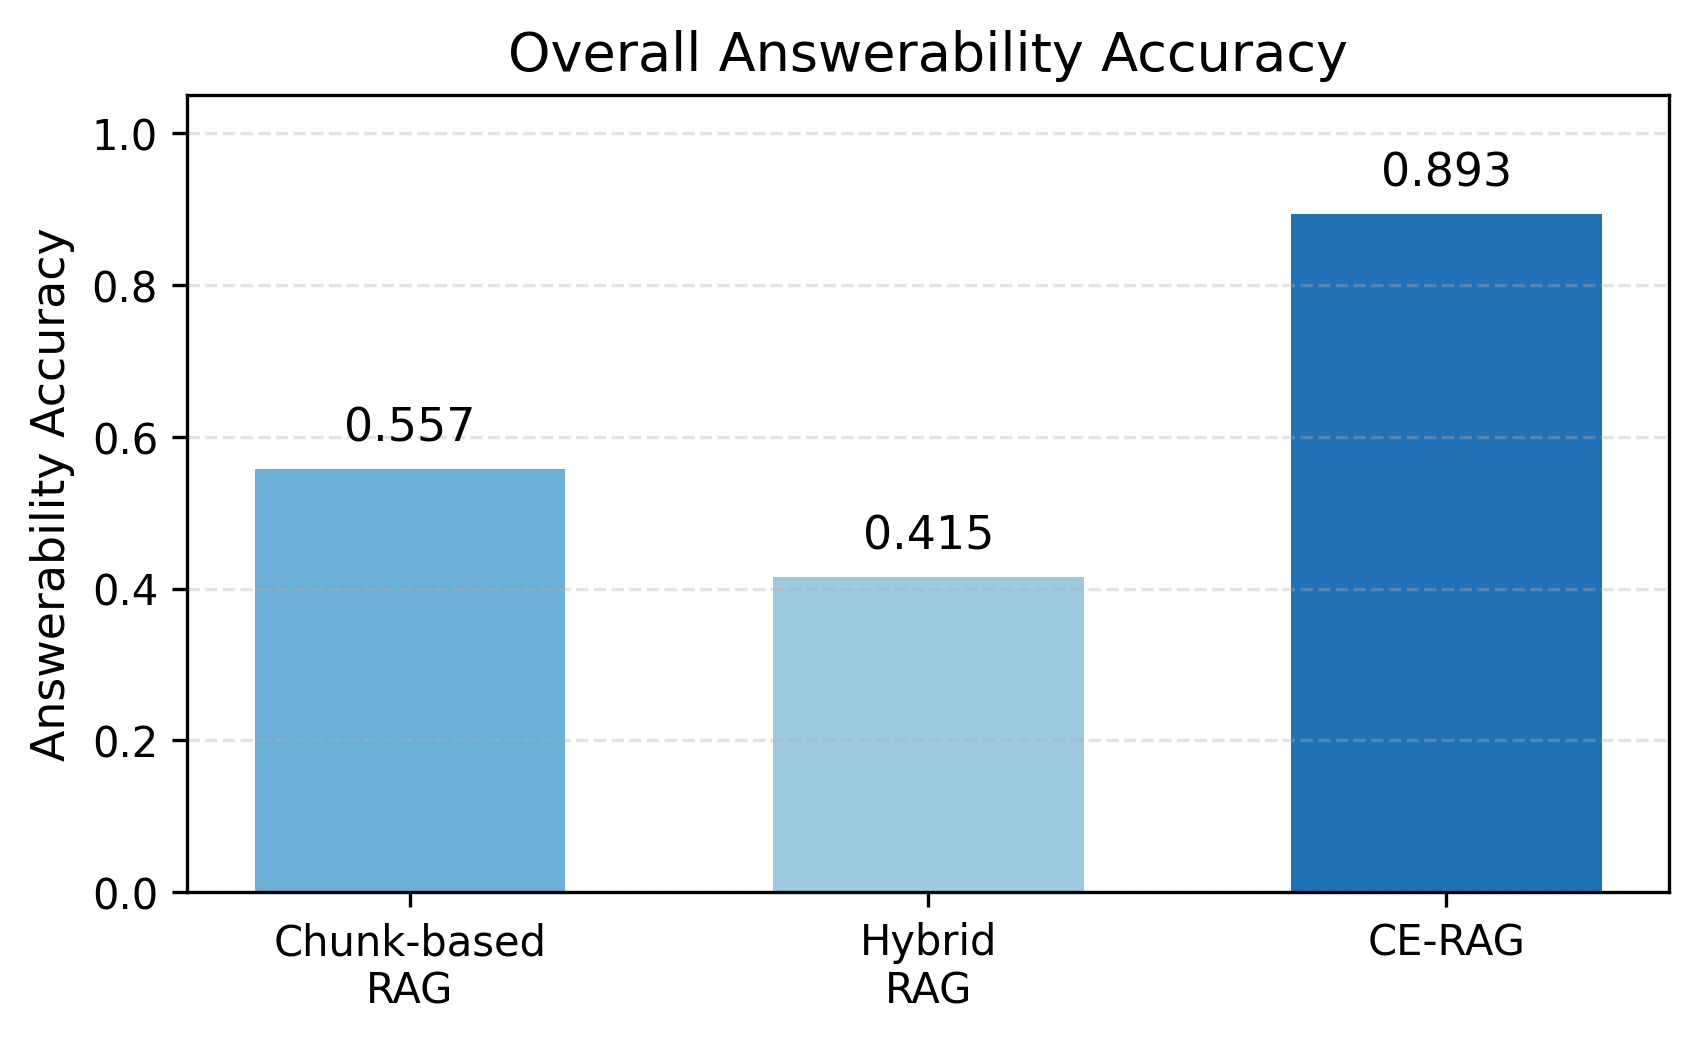 Overall Answerability Accuracy
Answerability Accuracy
1.0
0.8
0.6
0.4
0.2
0.0
0.557
0.415
0.893
Chunk-based
RAG
Hybrid
RAG
CE-RAG